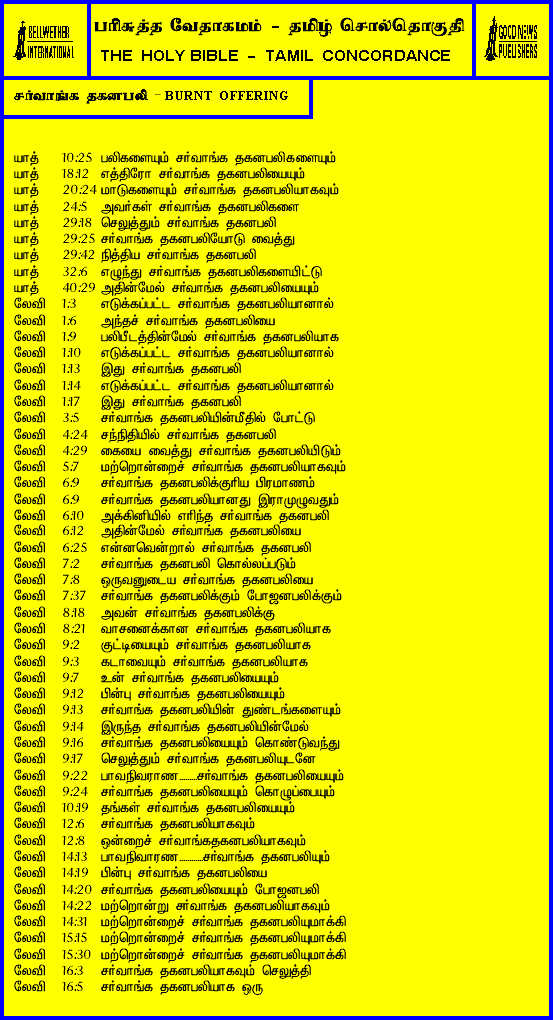 BELLWETHER
INTERNATIONAL
பரிசுத்த வேதாகமம் - தமிழ் சொல்தொகுதி
THE HOLY BIBLE - TAMIL CONCORDANCE
GOOD NEWS
PUBLISHERS
சர்வாங்க தகனபலி - BURNT OFFERING
யாத் 10:25 பலிகளையும் சர்வாங்க தகனபலிகளையும்
யாத் 18:12 எத்திரோ சர்வாங்க தகனபலியையும்
யாத் 20:24 மாடுகளையும் சர்வாங்க தகனபலியாகவும்
யாத் 24:5 அவர்கள் சர்வாங்க தகனபலிகளை
யாத் 29:18 செலுத்தும் சர்வாங்க தகனபலி
யாத் 29:25 சர்வாங்க தகனபலியோடு வைத்து
யாத் 29:42 நித்திய சர்வாங்க தகனபலி
யாத் 32:6 எழுந்து சர்வாங்க தகனபலிகளையிட்டு
யாத் 40:29 அதின்மேல் சர்வாங்க தகனபலியையும்
லேவி 1:3 எடுக்கப்பட்ட சர்வாங்க தகனபலியானால்
லேவி 1:6 அந்தச் சர்வாங்க தகனபலியை
லேவி 1:9 பலிபீடத்தின்மேல் சர்வாங்க தகனபலியாக
லேவி 1:10 எடுக்கப்பட்ட சர்வாங்க தகனபலியானால்
லேவி 1:13 இது சர்வாங்க தகனபலி
லேவி 1:14 எடுக்கப்பட்ட சர்வாங்க தகனபலியானால்
லேவி 1:17 இது சர்வாங்க தகனபலி
லேவி 3:5 சர்வாங்க தகனபலியின்மீதில் போட்டு
லேவி 4:24 சந்நிதியில் சர்வாங்க தகனபலி
லேவி 4:29 கையை வைத்து சர்வாங்க தகனபலியிடும்
லேவி 5:7 மற்றொன்றைச் சர்வாங்க தகனபலியாகவும்
லேவி 6:9 சர்வாங்க தகனபலிக்குரிய பிரமாணம்
லேவி 6:9 சர்வாங்க தகனபலியானது இராமுழுவதும்
லேவி 6:10 அக்கினியில் எரிந்த சர்வாங்க தகனபலி
லேவி 6:12 அதின்மேல் சர்வாங்க தகனபலியை
லேவி 6:25 என்னவென்றால் சர்வாங்க தகனபலி
லேவி 7:2 சர்வாங்க தகனபலி கொல்லப்படும்
லேவி 7:8 ஒருவனுடைய சர்வாங்க தகனபலியை
லேவி 7:37 சர்வாங்க தகனபலிக்கும் போஜனபலிக்கும்
லேவி 8:18 அவன் சர்வாங்க தகனபலிக்கு
லேவி 8:21 வாசனைக்கான சர்வாங்க தகனபலியாக
லேவி 9:2 குட்டியையும் சர்வாங்க தகனபலியாக
லேவி 9:3 கடாவையும் சர்வாங்க தகனபலியாக
லேவி 9:7 உன் சர்வாங்க தகனபலியையும்
லேவி 9:12 பின்பு சர்வாங்க தகனபலியையும்
லேவி 9:13 சர்வாங்க தகனபலியின் துண்டங்களையும்
லேவி 9:14 இருந்த சர்வாங்க தகனபலியின்மேல்
லேவி 9:16 சர்வாங்க தகனபலியையும் கொண்டுவந்து
லேவி 9:17 செலுத்தும் சர்வாங்க தகனபலியுடனே
லேவி 9:22 பாவநிவராண........சர்வாங்க தகனபலியையும்
லேவி 9:24 சர்வாங்க தகனபலியையும் கொழுப்பையும்
லேவி 10:19 தங்கள் சர்வாங்க தகனபலியையும்
லேவி 12:6 சர்வாங்க தகனபலியாகவும்
லேவி 12:8 ஒன்றைச் சர்வாங்கதகனபலியாகவும்
லேவி 14:13 பாவநிவாரண...........சர்வாங்க தகனபலியும்
லேவி 14:19 பின்பு சர்வாங்க தகனபலியை
லேவி 14:20 சர்வாங்க தகனபலியையும் போஜனபலி
லேவி 14:22 மற்றொன்று சர்வாங்க தகனபலியாகவும்
லேவி 14:31 மற்றொன்றைச் சர்வாங்க தகனபலியுமாக்கி
லேவி 15:15 மற்றொன்றைச் சர்வாங்க தகனபலியுமாக்கி
லேவி 15:30 மற்றொன்றைச் சர்வாங்க தகனபலியுமாக்கி
லேவி 16:3 சர்வாங்க தகனபலியாகவும் செலுத்தி
லேவி 16:5 சர்வாங்க தகனபலியாக ஒரு